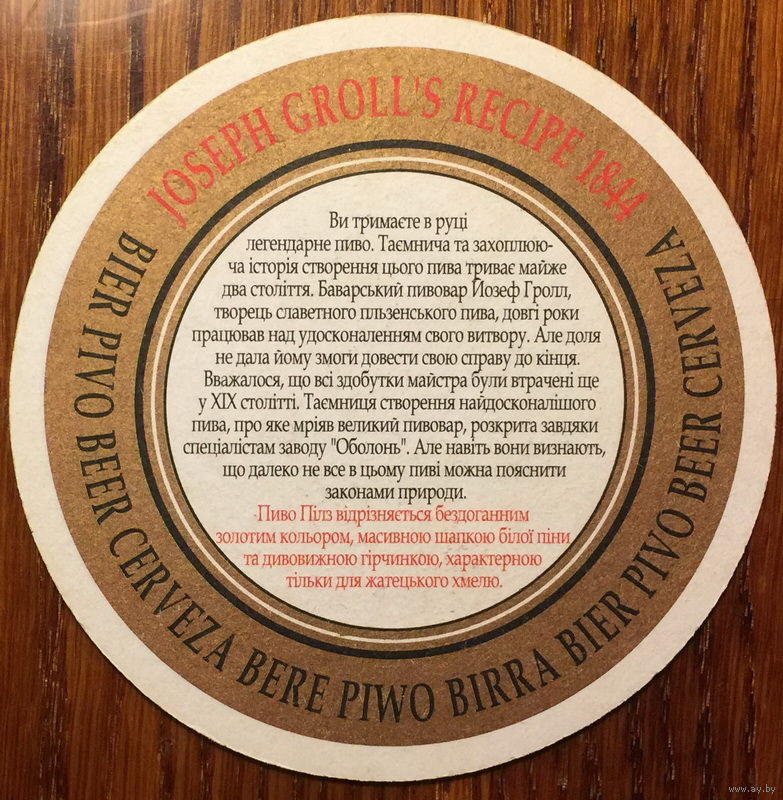 JOSEPH GROLL'S RECIPE 1844
BIER PIVO BEER CERVEZA BERE PIWO BIRRA BIER PIVO BEER CERVEZA
Ви тримаєте в руці
легендарне пиво. Таємнича та захоплюю-
ча історія створення цього пива триває майже
два століття. Баварський пивовар Йозеф Гролл,
творець славетного пльзенського пива, довгі роки
працював над удосконаленням свого витвору. Але доля
не дала йому змоги довести свою справу до кінця.
Вважалося, що всі здобутки майстра були втрачені ще
у XIX столітті. Таємниця створення найдосконалішого
пива, про яке мріяв великий пивовар, розкрита завдяки
спеціалістам заводу "Оболонь". Але навіть вони визнають,
що далеко не все в цьому пиві можна пояснити
законами природи.
Пиво Пілз відрізняється бездоганним
золотим кольором, масивною шапкою білої піни
та дивовижною гірчинкою, характерною
тільки для жатецького хмелю.
www.ay.by